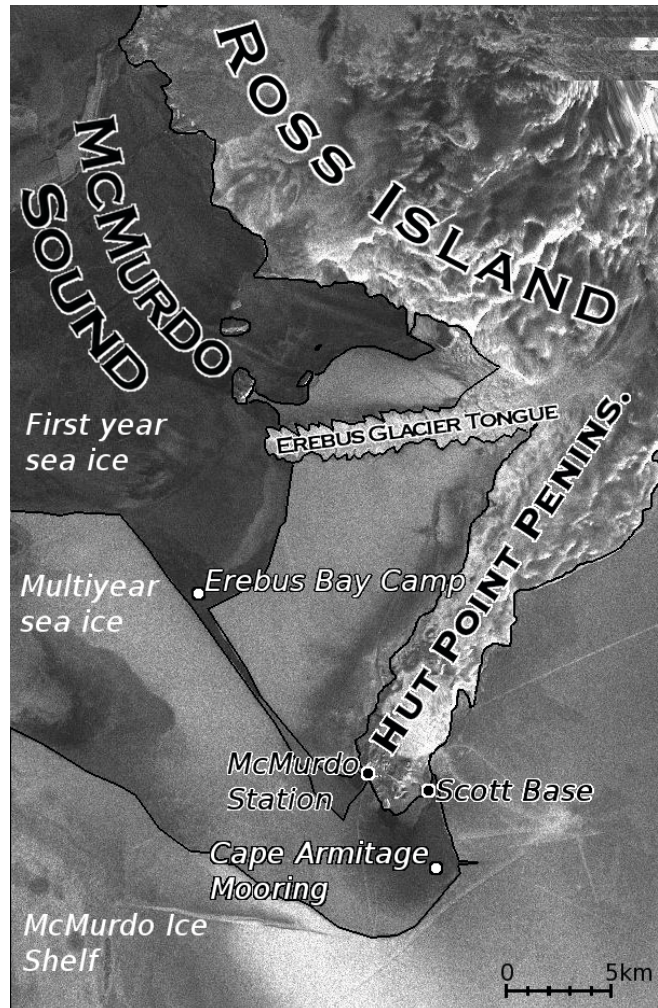 ROSS ISLAND
MCMURDO
SOUND
First year
sea ice
EREBUS GLACIER TONGUE
HUT POINT PENINS.
Multiyear
sea ice
Erebus Bay Camp
McMurdo
Station
Scott Base
Cape Armitage
Mooring
McMurdo Ice
Shelf
0 5km